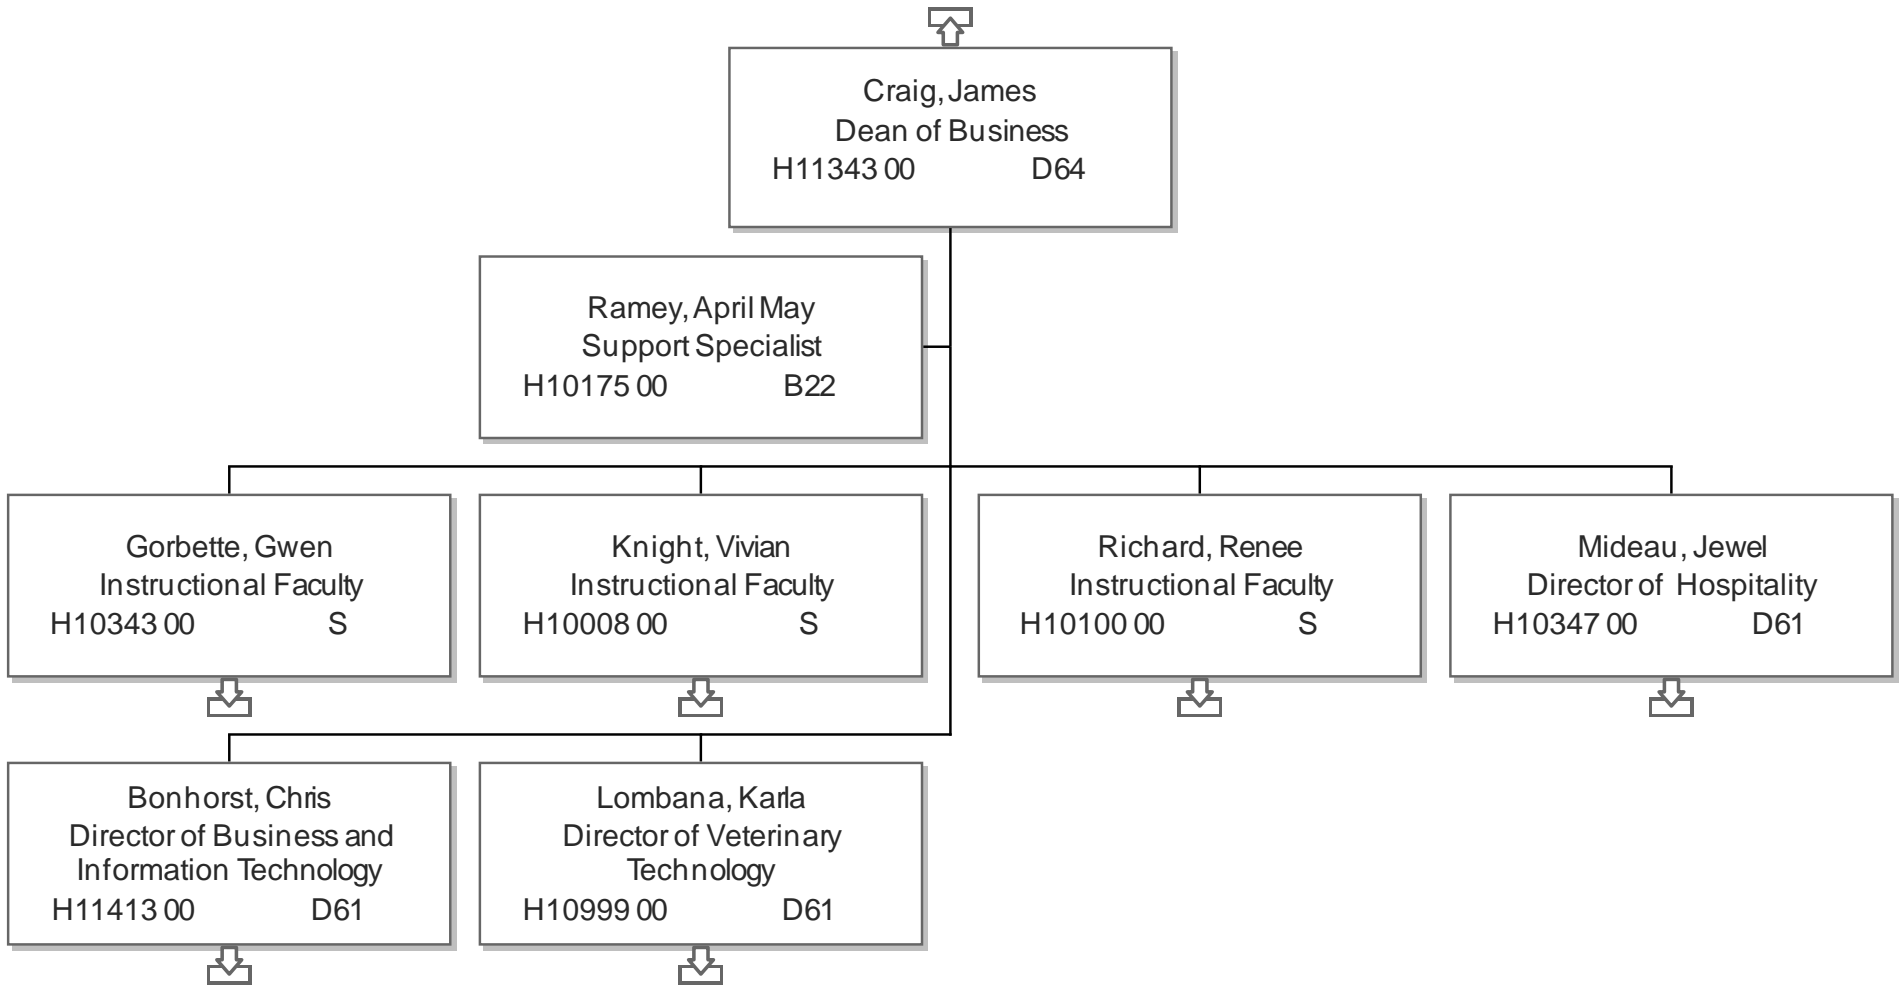 Craig, James
Dean of Business
H11343 00 D64
Ramey, April May
Support Specialist
H10175 00 B22
Gorbette, Gwen
Instructional Faculty
H10343 00 S
Knight, Vivian
Instructional Faculty
H10008 00 S
Richard, Renee
Instructional Faculty
H10100 00 S
Mideau, Jewel
Director of Hospitality
H10347 00 D61
Bonhorst, Chris
Director of Business and
Information Technology
H11413 00 D61
Lombana, Karla
Director of Veterinary
Technology
H10999 00 D61